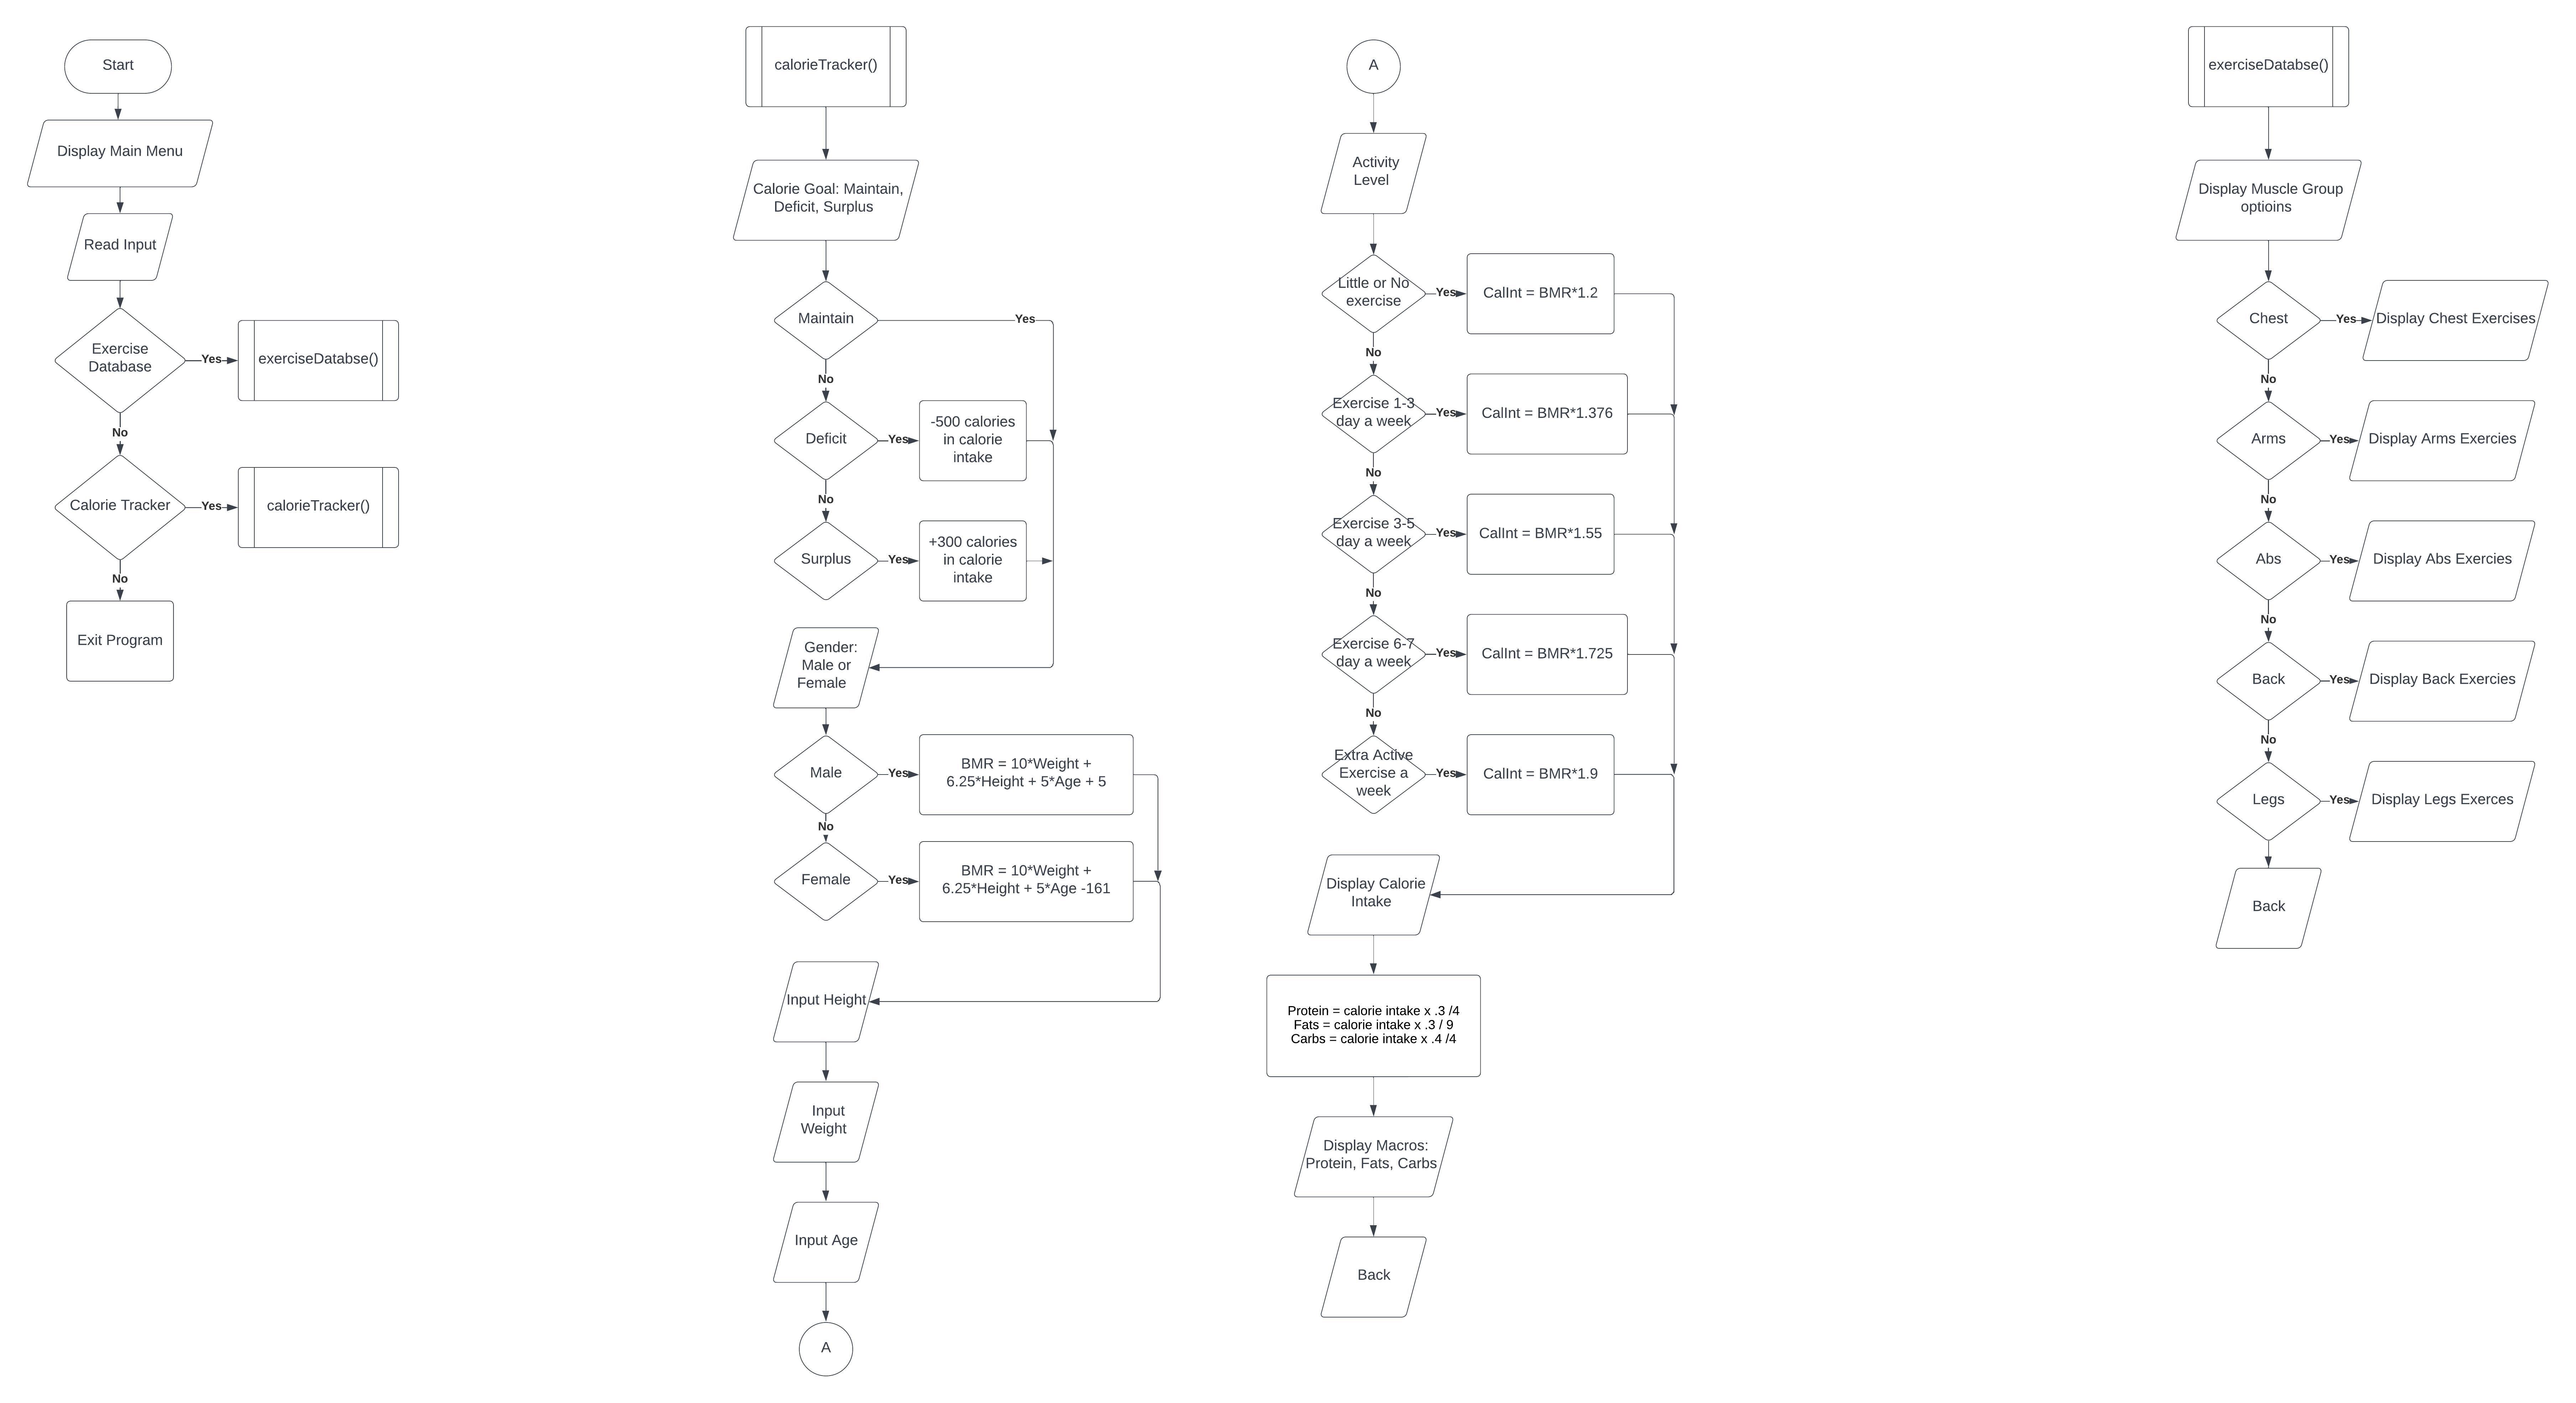 Start
Display Main Menu
Read Input
Exercise
Database
Yes
exerciseDatabse()
No
Calorie Tracker
Yes
calorieTracker()
No
Exit Program
calorieTracker()
Calorie Goal: Maintain,
Deficit, Surplus
Maintain
Yes
No
Deficit
Yes
-500 calories
in calorie
intake
No
Surplus
Yes
+300 calories
in calorie
intake
Gender:
Male or
Female
Male
Yes
BMR = 10*Weight +
6.25*Height + 5*Age + 5
No
Female
Yes
BMR = 10*Weight +
6.25*Height + 5*Age -161
Input Height
Input
Weight
Input Age
A
A
Activity
Level
Little or No
exercise
Yes
CalInt = BMR*1.2
No
Exercise 1-3
day a week
Yes
CalInt = BMR*1.376
No
Exercise 3-5
day a week
Yes
CalInt = BMR*1.55
No
Exercise 6-7
day a week
Yes
CalInt = BMR*1.725
No
Extra Active
Exercise a
week
Yes
CalInt = BMR*1.9
Display Calorie
Intake
Protein = calorie intake x .3 /4
Fats = calorie intake x .3 / 9
Carbs = calorie intake x .4 /4
Display Macros:
Protein, Fats, Carbs
Back
exerciseDatabse()
Display Muscle Group
optioins
Chest
Yes
Display Chest Exercises
No
Arms
Yes
Display Arms Exercies
No
Abs
Yes
Display Abs Exercies
No
Back
Yes
Display Back Exercies
No
Legs
Yes
Display Legs Exerces
Back